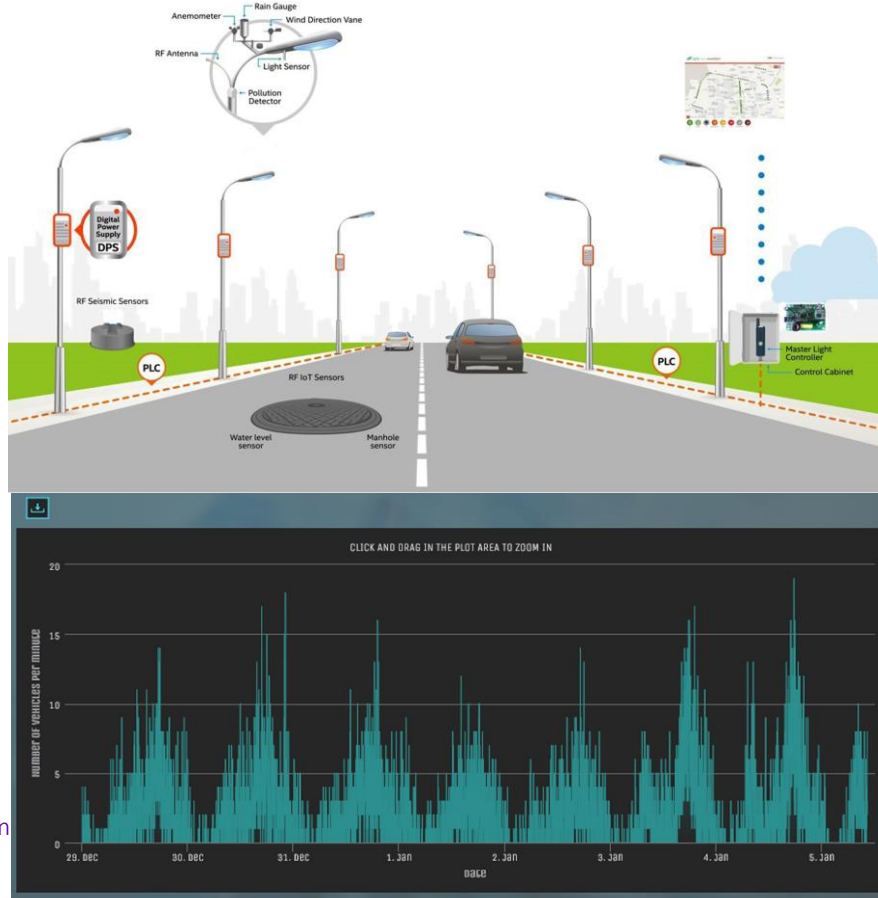 Rain Gauge
Anemometer
Wind Direction Vane
RF Antenna
Light Sensor
Pollution
Detector
Digital
Power
Supply
DPS
RF Seismic Sensors
PLC
RF IoT Sensors
PLC
Master Light
Controller
Control Cabinet
Water level
sensor
Manhole
sensor
CLICK AND DRAG IN THE PLOT AREA TO ZOOM IN
20
15
10
5
0
Number of vehicles per minute
29. Dec
30. Dec
31. Dec
1. Jan
2. Jan
3. Jan
4. Jan
5. Jan
Date